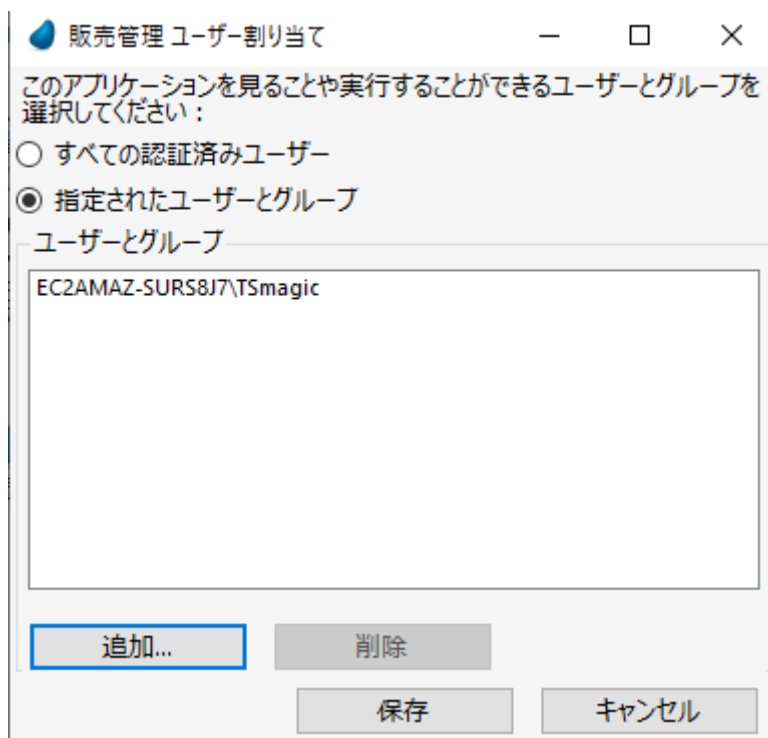 販売管理 ユーザー割り当て
このアプリケーションを見ることや実行することができるユーザーとグループを
選択してください：
すべての認証済みユーザー
指定されたユーザーとグループ
ユーザーとグループ
EC2AMAZ-SURS8J7\TSmagic
追加...
削除
保存
キャンセル